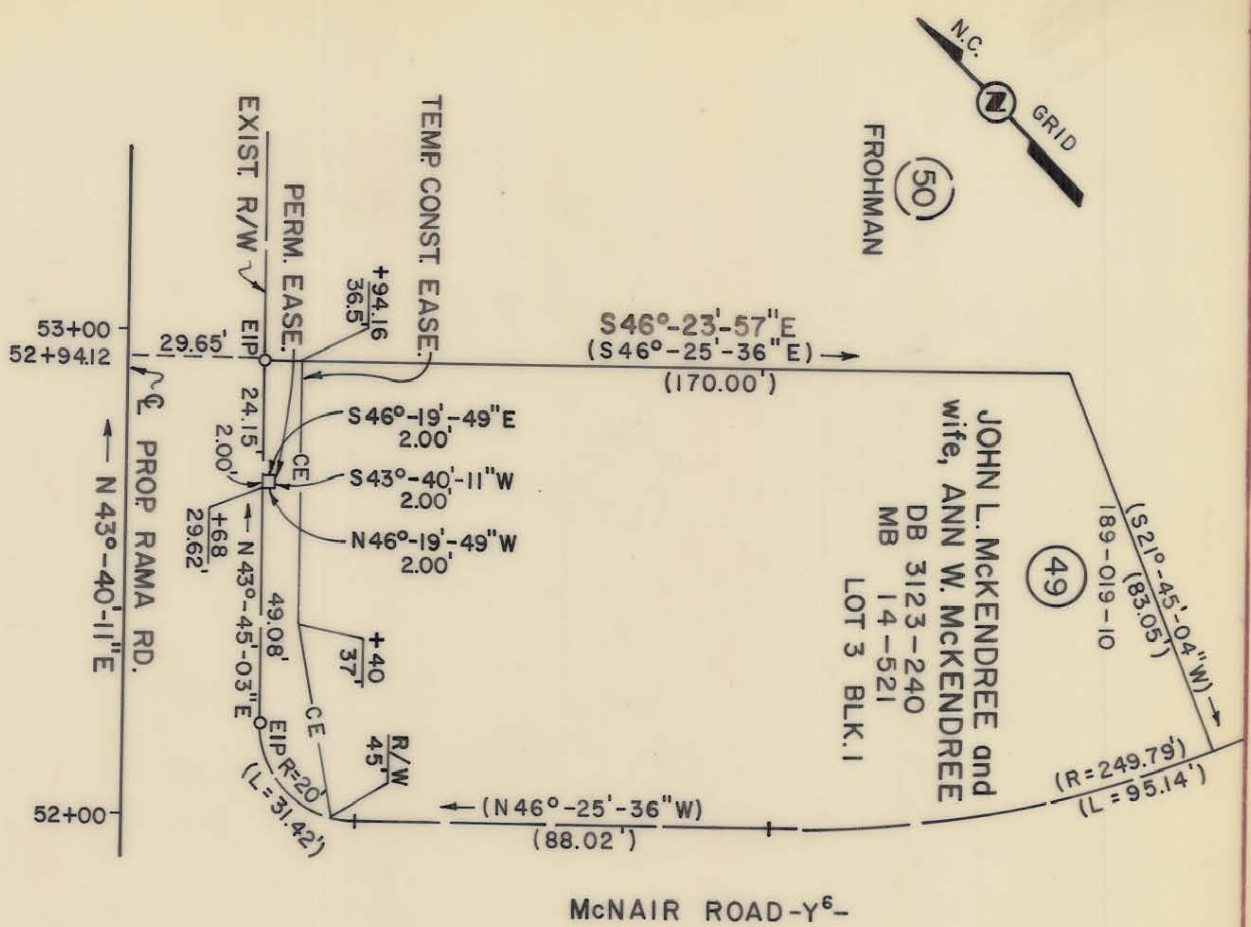 N.C.
GRID
N
50
FROHMAN
TEMP. CONST. EASE.
EXIST. R/W
PERM. EASE.
+94.16
36.5'
S46°-23'-57"E
(S46°-25'-36"E)
(170.00')
53+00
52+94.12
29.65'
EIP
24.15'
2.00'
CE
S46°-19'-49"E
2.00'
S43°-40'-11"W
2.00'
N46°-19'-49"W
2.00'
+68
29.62'
N 43°-45'-03"E
49.08'
℄ PROP. RAMA RD.
N 43°-40'-11"E
JOHN L. McKENDREE and
wife, ANN W. McKENDREE
DB 3123-240
MB 14-521
LOT 3 BLK. 1
49
(S21°-45'-04"W)
(83.05')
189-019-10
+40
37'
CE
R/W
45'
EIP
R=20'
(L=31.42')
(R=249.79')
(L=95.14')
52+00
(N46°-25'-36"W)
(88.02')
McNAIR ROAD-Y6-